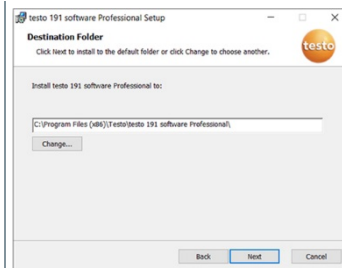 testo 191 software Professional Setup
Destination Folder
Click Next to install to the default folder or click Change to choose another.
testo
Install testo 191 software Professional to:
C:\Program Files (x86)\Testo\testo 191 software Professional\
Change...
Back Next Cancel